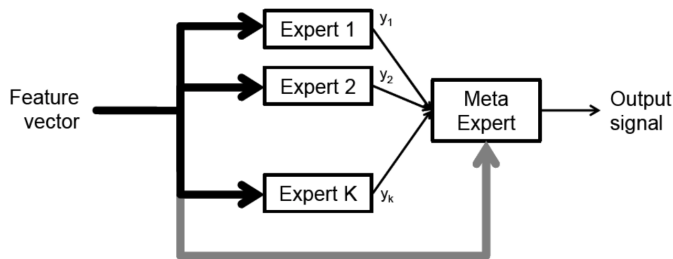 Feature
vector
Expert 1
y1
Expert 2
y2
Expert K
yk
Meta
Expert
Output
signal